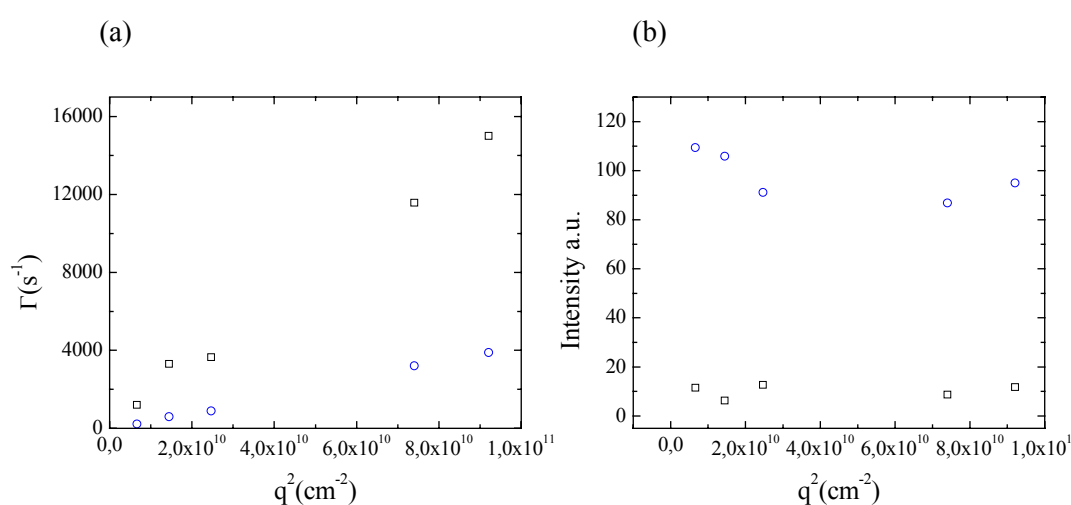 (a)
(b)
16000
12000
8000
4000
0
Γ(s⁻¹)
0,0
2,0x10¹⁰
4,0x10¹⁰
6,0x10¹⁰
8,0x10¹⁰
1,0x10¹¹
q²(cm⁻²)
120
100
80
60
40
20
0
Intensity a.u.
0,0
2,0x10¹⁰
4,0x10¹⁰
6,0x10¹⁰
8,0x10¹⁰
1,0x10¹
q²(cm⁻²)